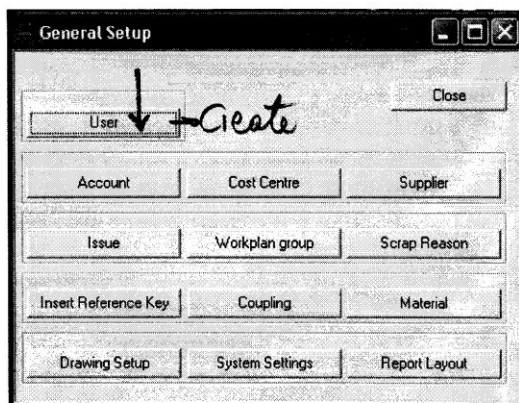 General Setup
Close
User Create
Account Cost Centre Supplier
Issue Workplan group Scrap Reason
Insert Reference Key Coupling Material
Drawing Setup System Settings Report Layout